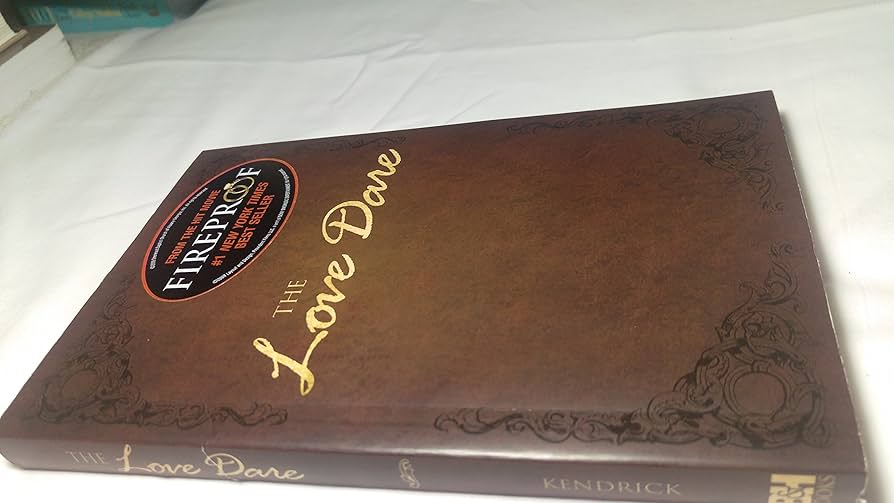 FROM THE HIT MOVIE
FIREPROOF
#1 NEW YORK TIMES
BEST SELLER
THE
Love Dare
THE Love Dare
KENDRICK